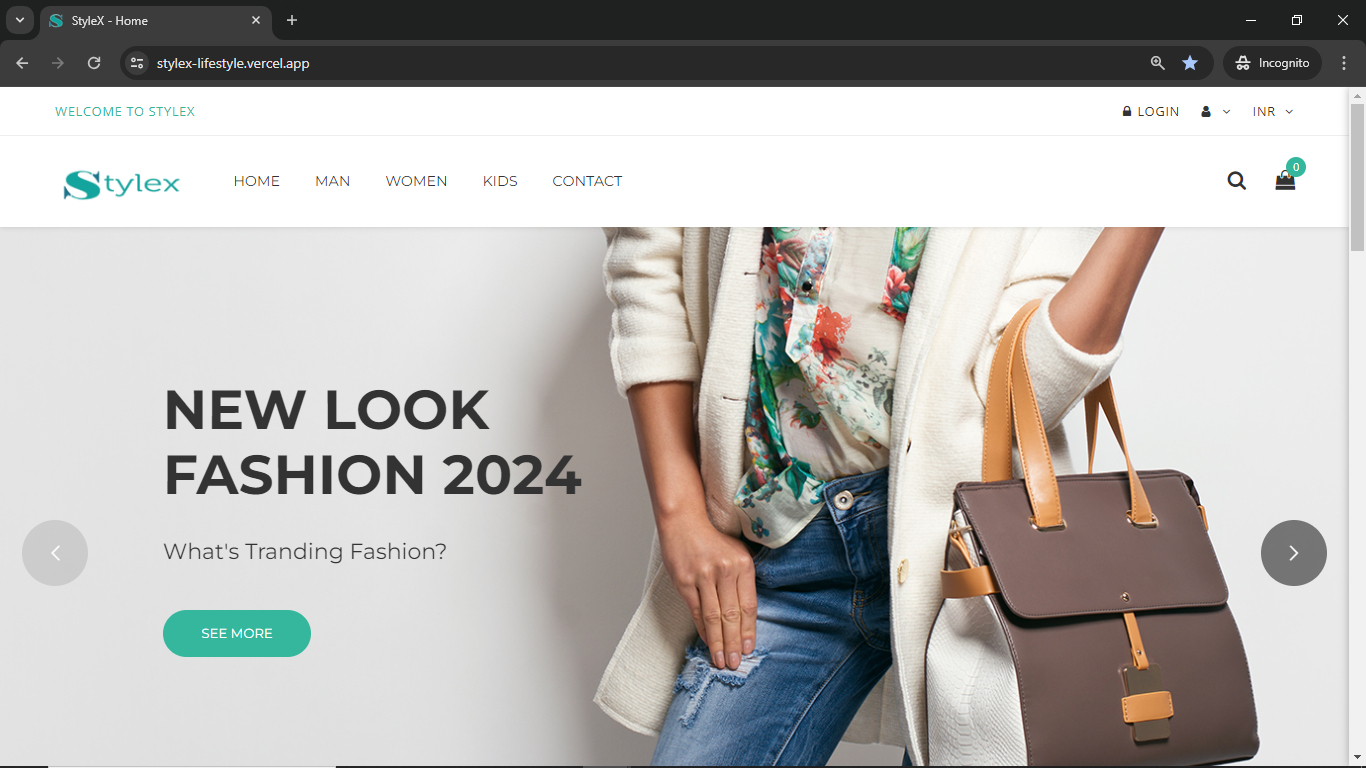 StyleX - Home
stylex-lifestyle.vercel.app
Incognito
WELCOME TO STYLEX
LOGIN
INR
Stylex
HOME
MAN
WOMEN
KIDS
CONTACT
0
NEW LOOK
FASHION 2024
What's Tranding Fashion?
SEE MORE